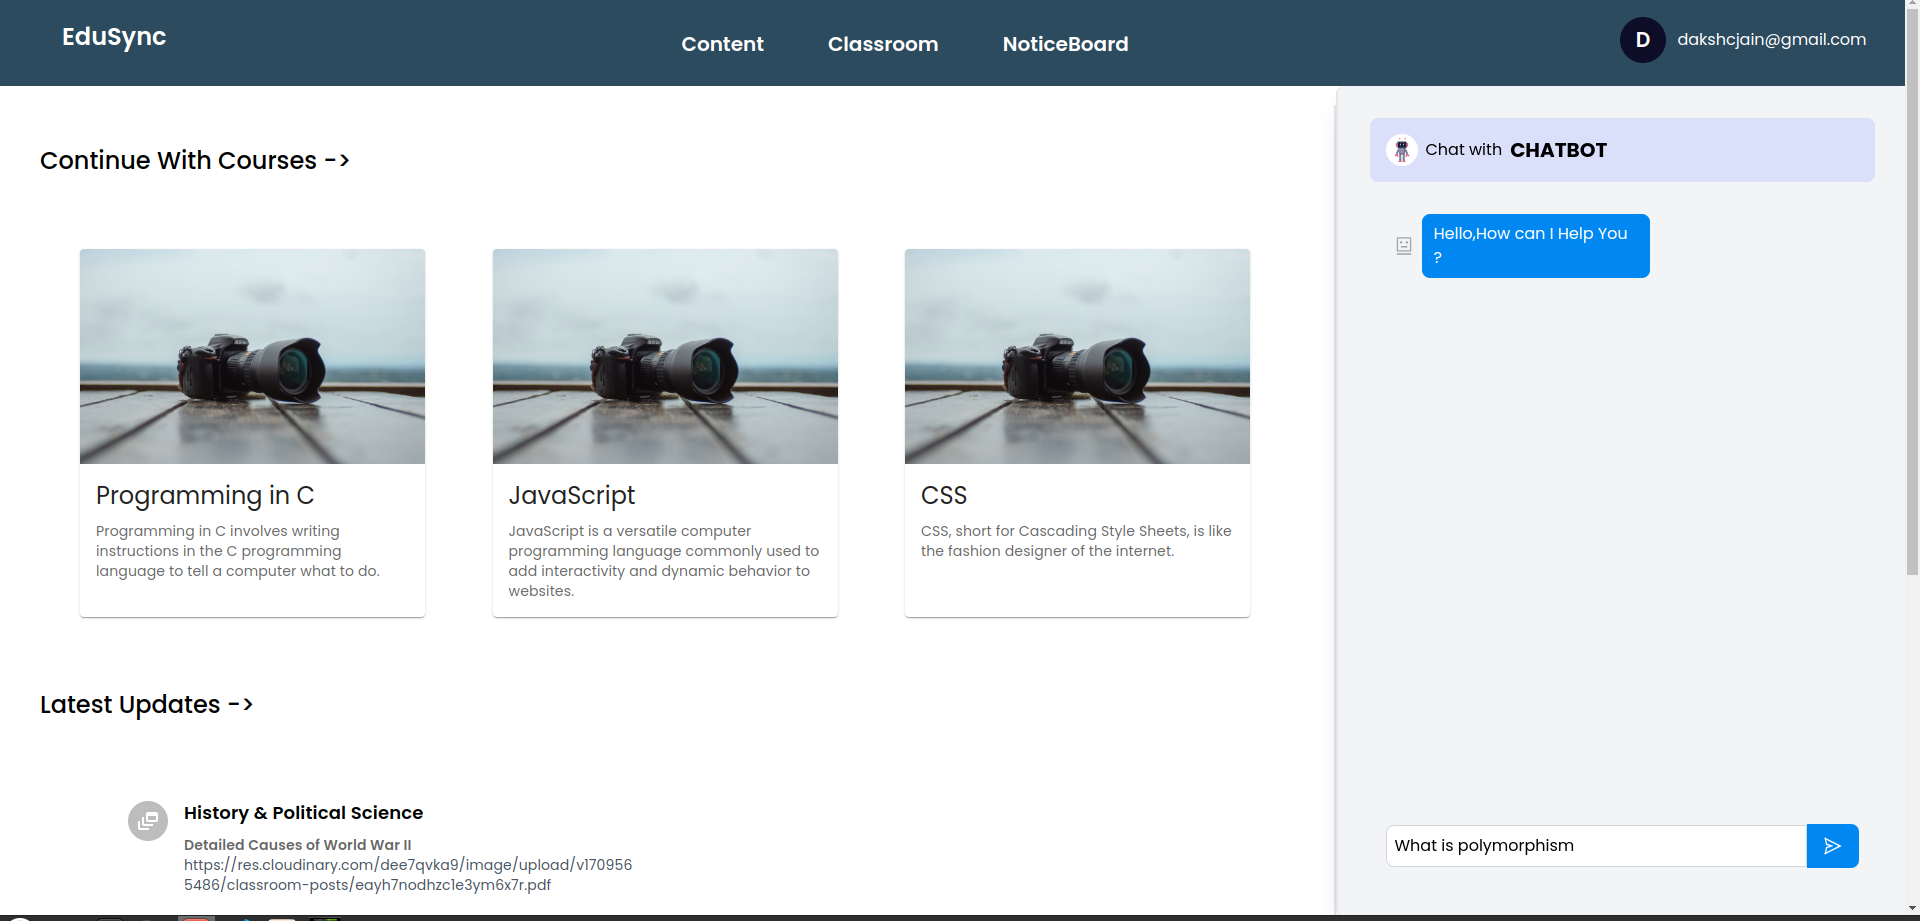 EduSync
Content
Classroom
NoticeBoard
D
dakshcjain@gmail.com
Continue With Courses ->
Programming in C
Programming in C involves writing
instructions in the C programming
language to tell a computer what to do.
JavaScript
JavaScript is a versatile computer
programming language commonly used to
add interactivity and dynamic behavior to
websites.
CSS
CSS, short for Cascading Style Sheets, is like
the fashion designer of the internet.
Latest Updates ->
History & Political Science
Detailed Causes of World War II
https://res.cloudinary.com/dee7qvka9/image/upload/v170956
5486/classroom-posts/eayh7nodhzc1e3ym6x7r.pdf
Chat with CHATBOT
Hello,How can I Help You
?
What is polymorphism